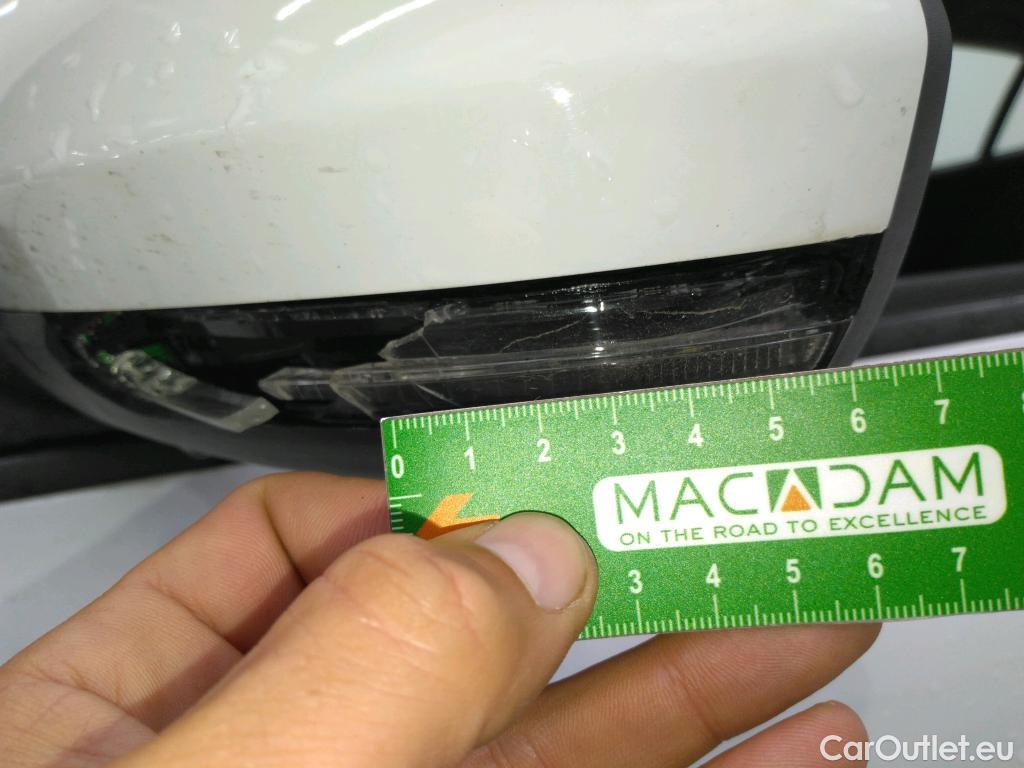 0 1 2 3 4 5 6 7
MACADAM
ON THE ROAD TO EXCELLENCE
3 4 5 6 7
CarOutlet.eu